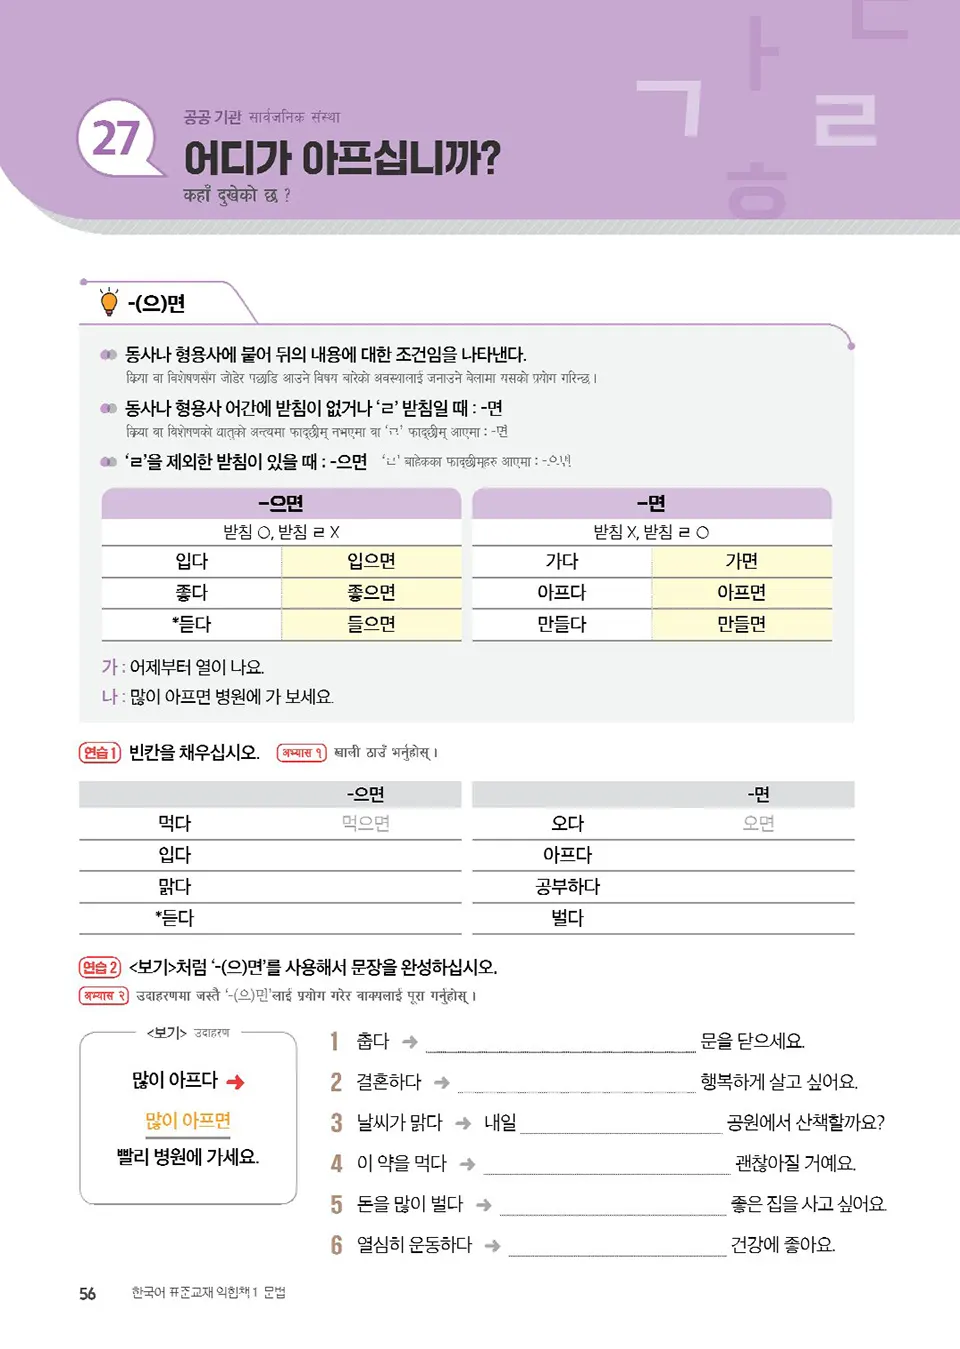 27
공공 기관 सार्वजनिक संस्था
어디가 아프십니까?
कहाँ दुखेको छ ?
ㄱ ㅏ ㄷ ㄹ ㅎ
-(으)면
동사나 형용사에 붙어 뒤의 내용에 대한 조건임을 나타낸다.
क्रिया वा विशेषणसँग जोडेर पछाडि आउने विषय बारेको अवस्थालाई जनाउने बेलामा यसको प्रयोग गरिन्छ ।
동사나 형용사 어간에 받침이 없거나 ‘ㄹ’ 받침일 때 : -면
क्रिया वा विशेषणको धातुको अन्त्यमा फाट्छीम् नभएमा वा ‘ㄹ’ फाट्छीम् आएमा : -면
‘ㄹ’을 제외한 받침이 있을 때 : -으면 ‘ㄹ’ बाहेकका फाट्छीमहरु आएमा : -으면
-으면 -면
받침 O, 받침 ㄹ X 받침 X, 받침 ㄹ O
입다 입으면 가다 가면
좋다 좋으면 아프다 아프면
*듣다 들으면 만들다 만들면
가 : 어제부터 열이 나요.
나 : 많이 아프면 병원에 가 보세요.
연습 1 빈칸을 채우십시오. अभ्यास १ खाली ठाउँ भर्नुहोस् ।
-으면 -면
먹다 먹으면 오다 오면
입다 아프다
맑다 공부하다
*듣다 벌다
연습 2 <보기>처럼 ‘-(으)면’를 사용해서 문장을 완성하십시오.
अभ्यास २ उदाहरणमा जस्तै ‘-(으)면’लाई प्रयोग गरेर वाक्यलाई पूरा गर्नुहोस् ।
<보기> उदाहरण
많이 아프다 ➔
많이 아프면
빨리 병원에 가세요.
1 춥다 ➔ 문을 닫으세요.
2 결혼하다 ➔ 행복하게 살고 싶어요.
3 날씨가 맑다 ➔ 내일 공원에서 산책할까요?
4 이 약을 먹다 ➔ 괜찮아질 거예요.
5 돈을 많이 벌다 ➔ 좋은 집을 사고 싶어요.
6 열심히 운동하다 ➔ 건강에 좋아요.
56 한국어 표준교재 익힘책 1 문법